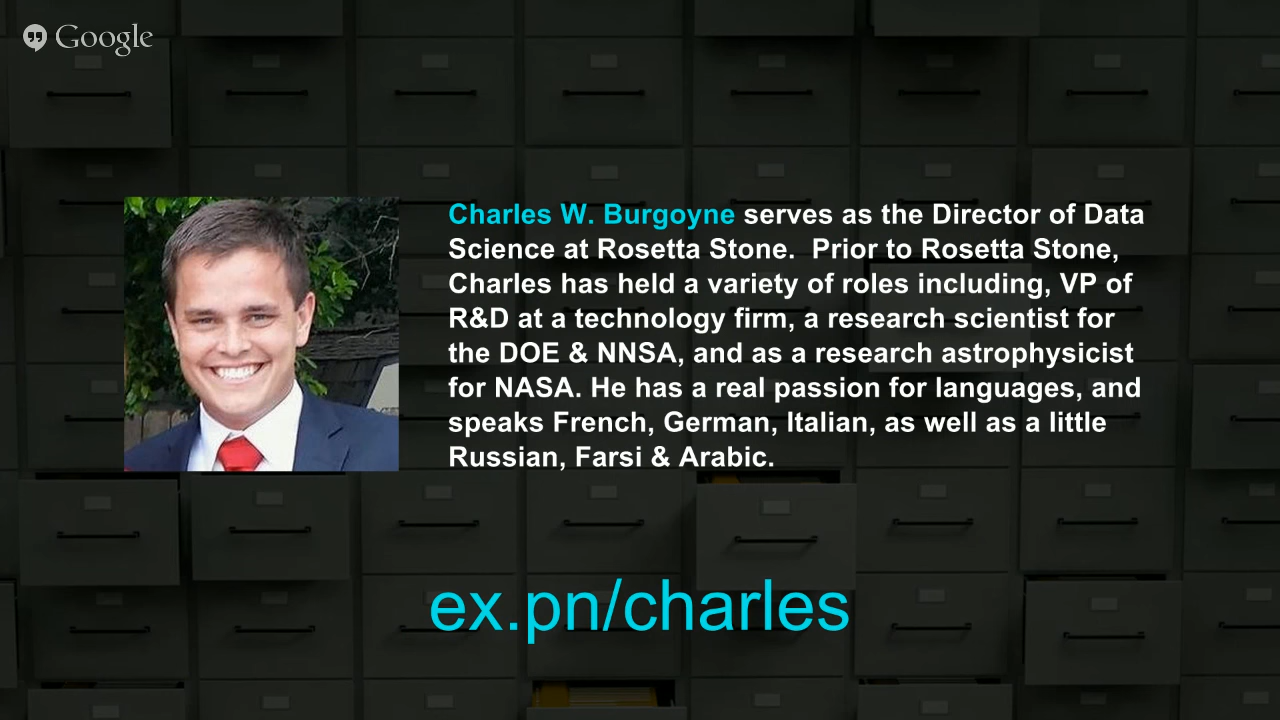 Google
Charles W. Burgoyne serves as the Director of Data
Science at Rosetta Stone.  Prior to Rosetta Stone,
Charles has held a variety of roles including, VP of
R&D at a technology firm, a research scientist for
the DOE & NNSA, and as a research astrophysicist
for NASA. He has a real passion for languages, and
speaks French, German, Italian, as well as a little
Russian, Farsi & Arabic.
ex.pn/charles